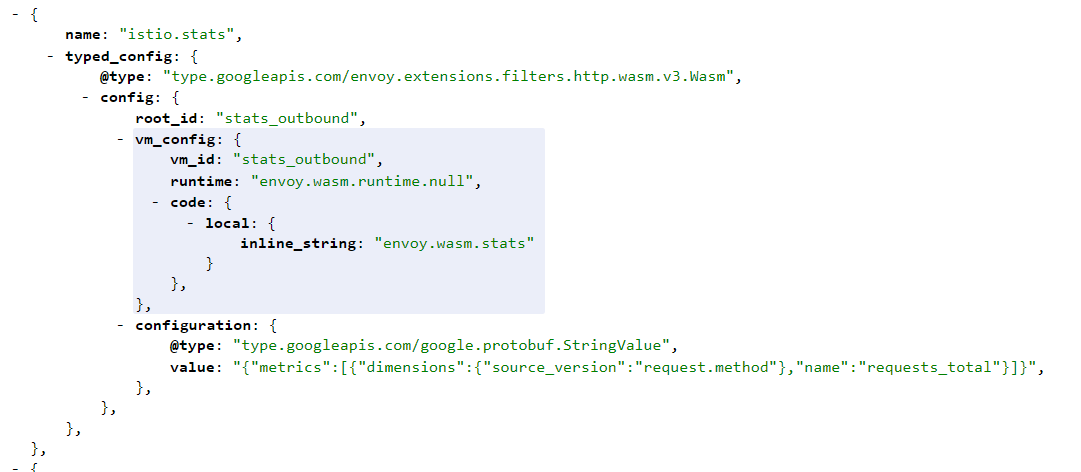 - {
name: "istio.stats",
- typed_config: {
@type: "type.googleapis.com/envoy.extensions.filters.http.wasm.v3.Wasm",
- config: {
root_id: "stats_outbound",
- vm_config: {
vm_id: "stats_outbound",
runtime: "envoy.wasm.runtime.null",
- code: {
- local: {
inline_string: "envoy.wasm.stats"
}
},
},
- configuration: {
@type: "type.googleapis.com/google.protobuf.StringValue",
value: "{"metrics":[{"dimensions":{"source_version":"request.method"},"name":"requests_total"}]}",
},
},
},
},
- {